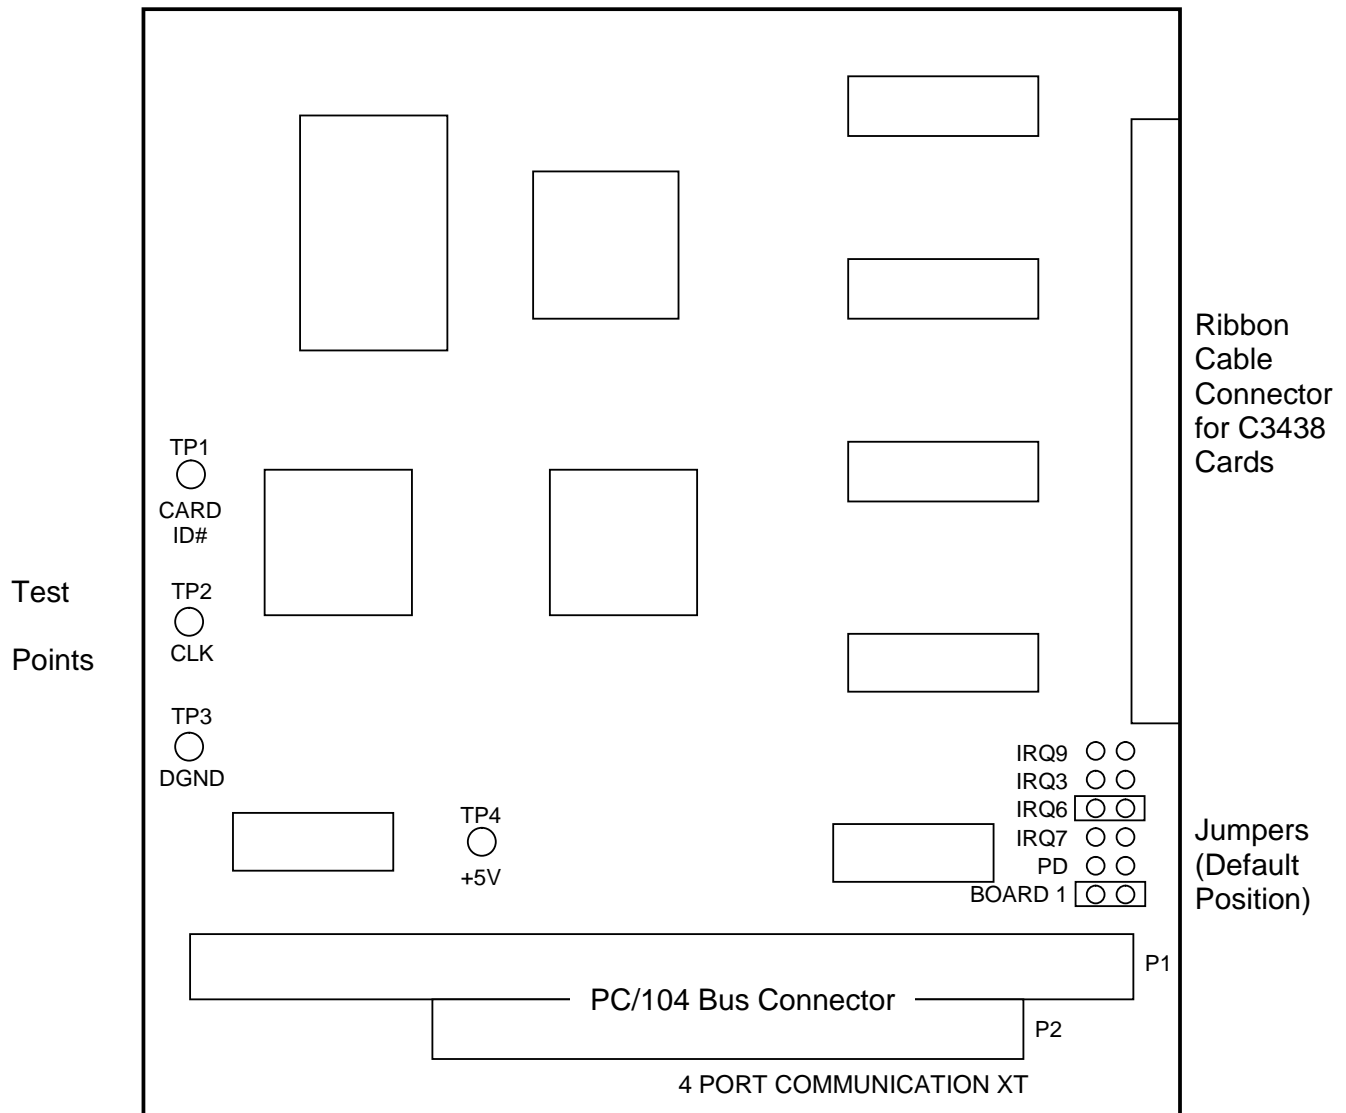 Ribbon
Cable
Connector
for C3438
Cards
TP1
CARD
ID#
Test
Points
TP2
CLK
TP3
DGND
TP4
+5V
IRQ9
IRQ3
IRQ6
IRQ7
PD
BOARD 1
Jumpers
(Default
Position)
P1
PC/104 Bus Connector
P2
4 PORT COMMUNICATION XT